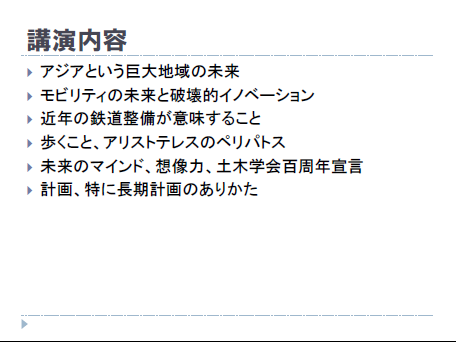 講演内容
アジアという巨大地域の未来
モビリティの未来と破壊的イノベーション
近年の鉄道整備が意味すること
歩くこと、アリストテレスのペリパトス
未来のマインド、想像力、土木学会百周年宣言
計画、特に長期計画のありかた